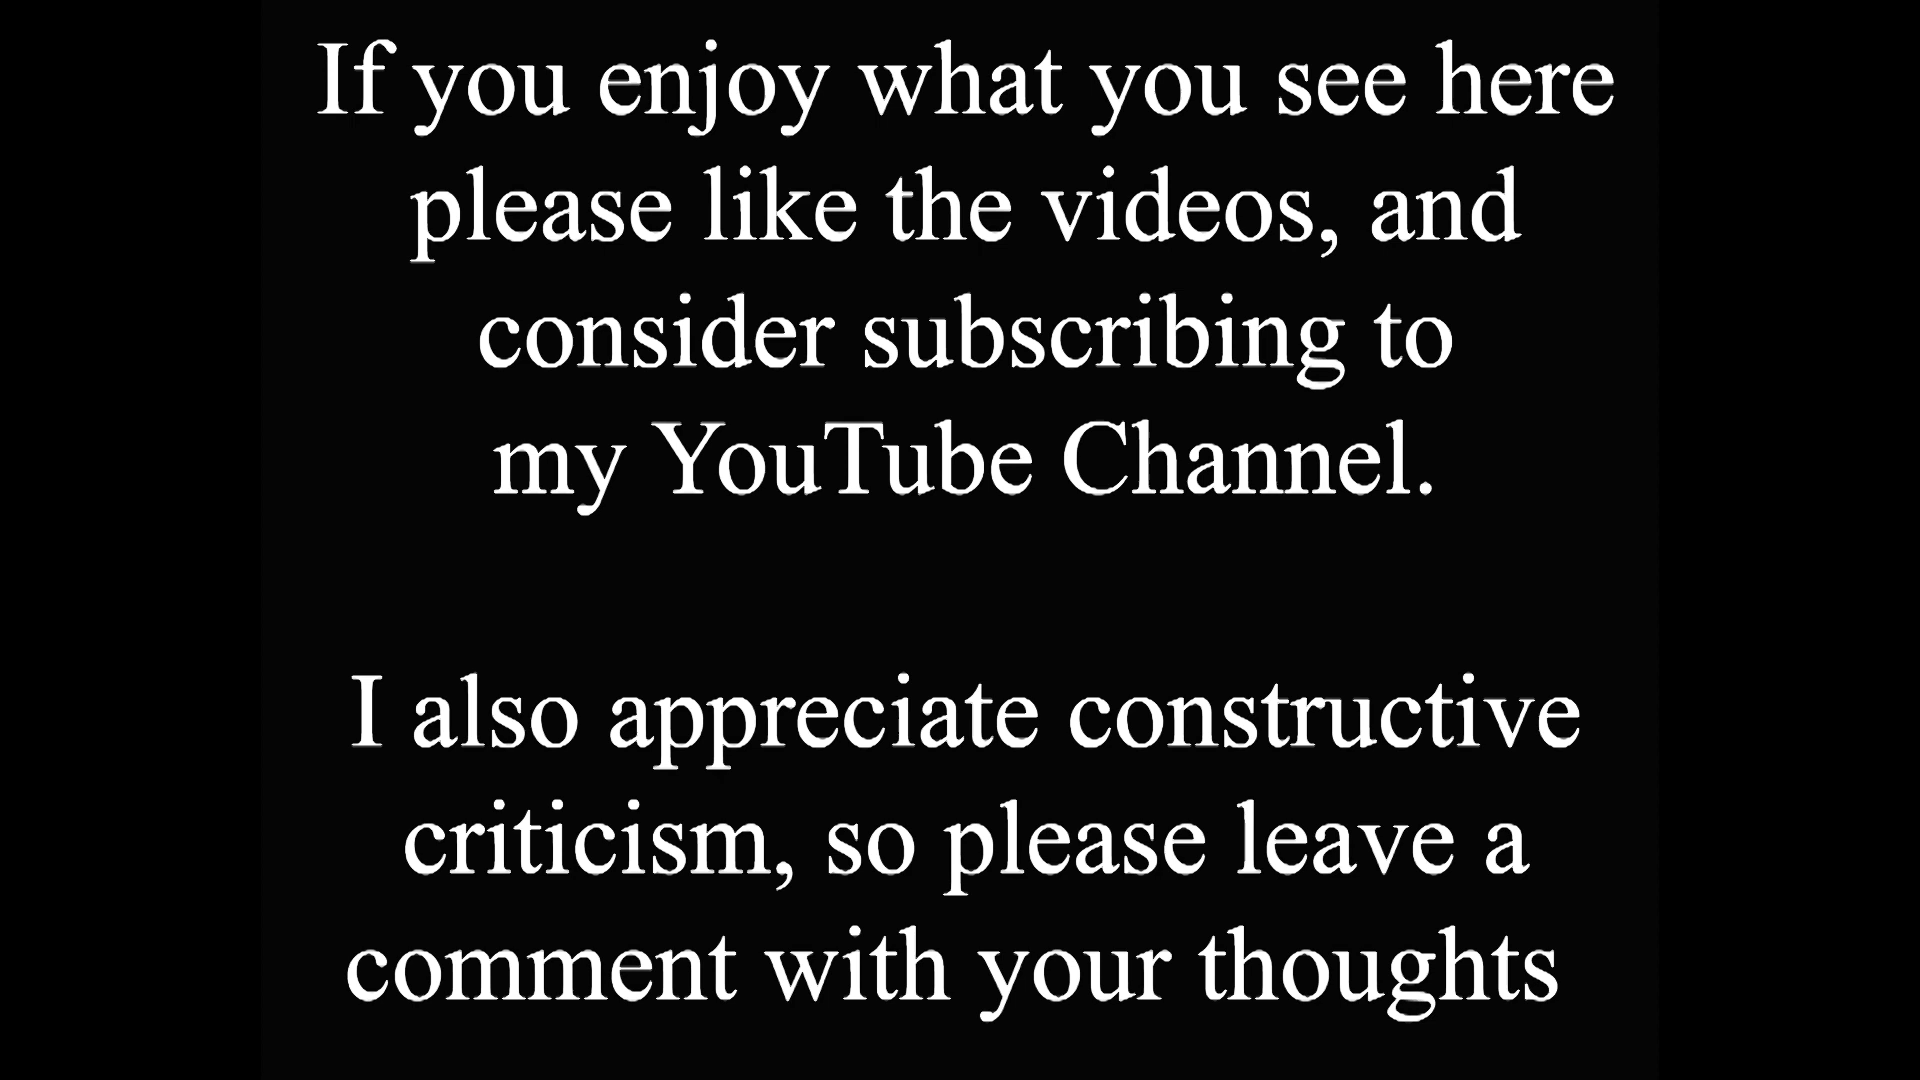 If you enjoy what you see here
please like the videos, and
consider subscribing to
my YouTube Channel.
I also appreciate constructive
criticism, so please leave a
comment with your thoughts